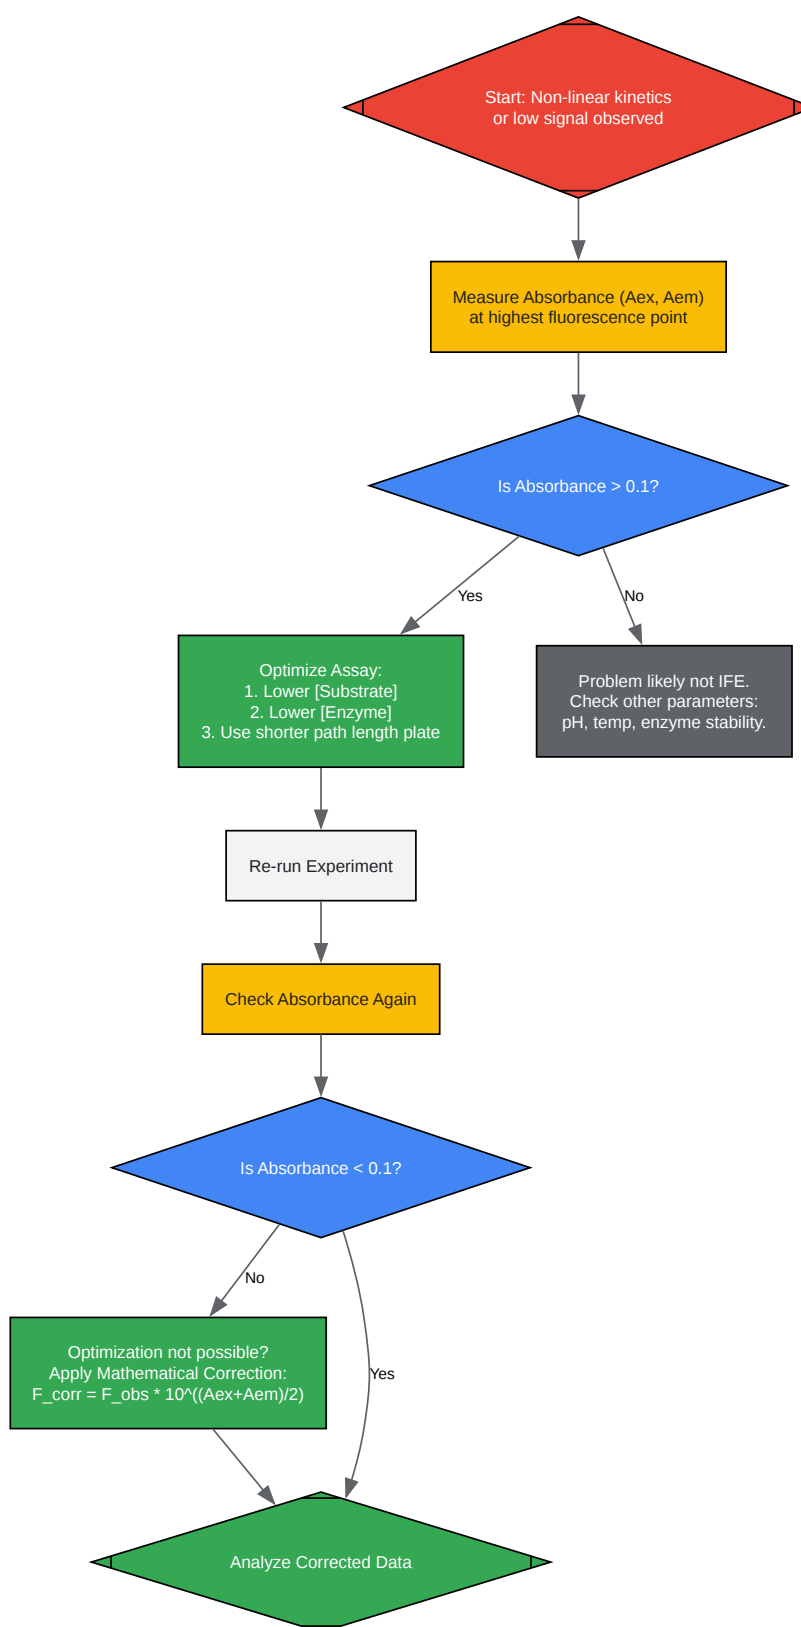 Start: Non-linear kinetics
or low signal observed
Measure Absorbance (Aex, Aem)
at highest fluorescence point
Is Absorbance > 0.1?
Yes
No
Optimize Assay:
1. Lower [Substrate]
2. Lower [Enzyme]
3. Use shorter path length plate
Problem likely not IFE.
Check other parameters:
pH, temp, enzyme stability.
Re-run Experiment
Check Absorbance Again
Is Absorbance < 0.1?
No
Yes
Optimization not possible?
Apply Mathematical Correction:
F_corr = F_obs * 10^((Aex+Aem)/2)
Analyze Corrected Data